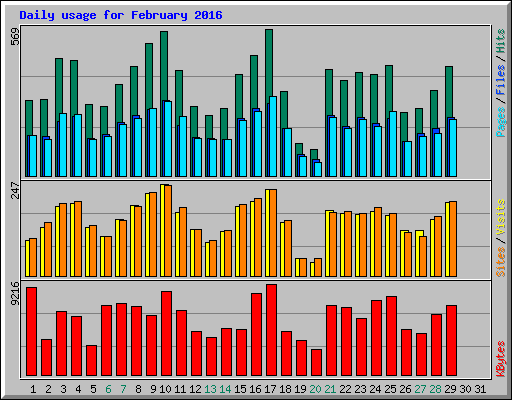 Daily usage for February 2016
569
Pages / Files / Hits
247
Sites / Visits
9216
KBytes
1 2 3 4 5 6 7 8 9 10 11 12 13 14 15 16 17 18 19 20 21 22 23 24 25 26 27 28 29 30 31